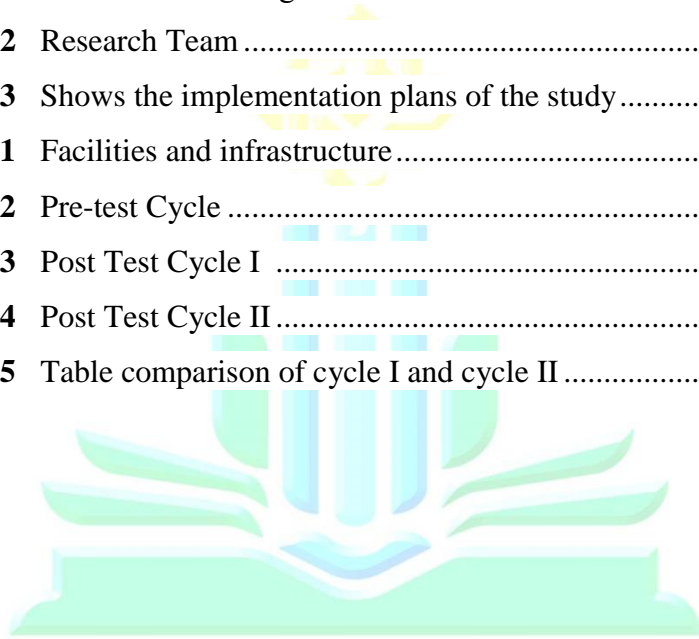 2 Research Team ....................................................
3 Shows the implementation plans of the study ..........
1 Facilities and infrastructure ..................................
2 Pre-test Cycle .....................................................
3 Post Test Cycle I ................................................
4 Post Test Cycle II ................................................
5 Table comparison of cycle I and cycle II ................